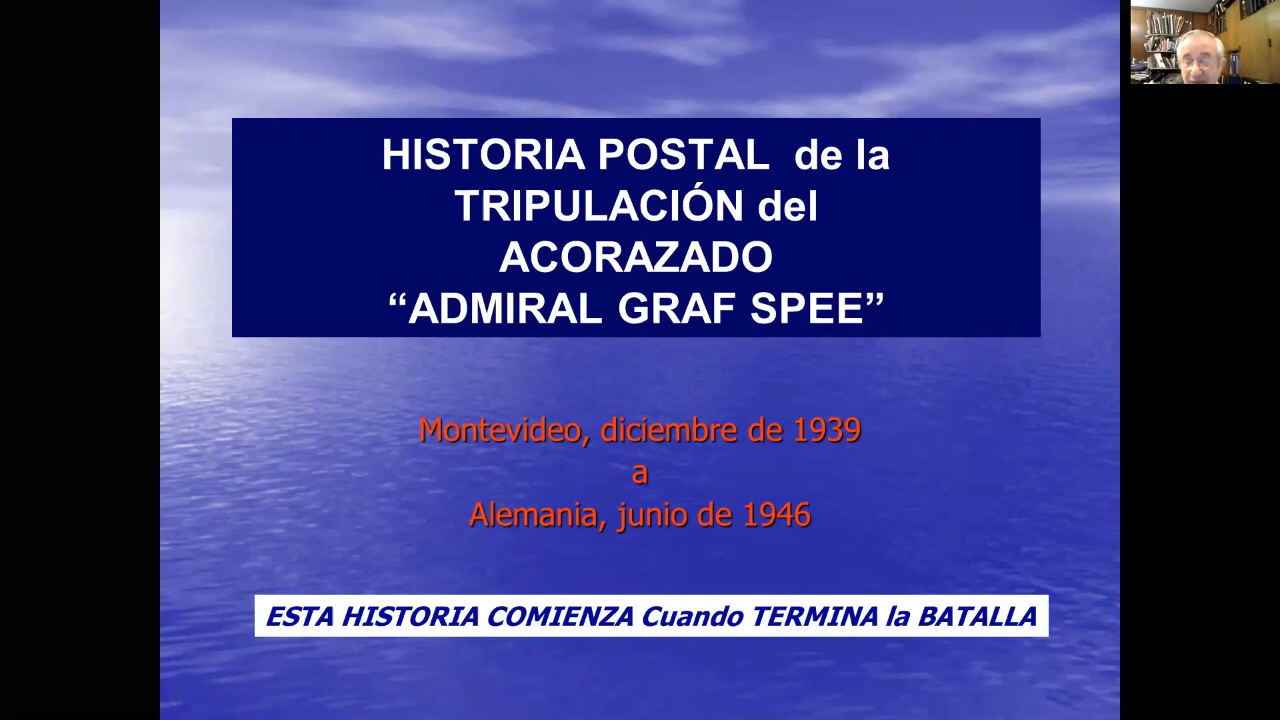 HISTORIA POSTAL de la
TRIPULACIÓN del
ACORAZADO
“ADMIRAL GRAF SPEE”
Montevideo, diciembre de 1939
a
Alemania, junio de 1946
ESTA HISTORIA COMIENZA Cuando TERMINA la BATALLA